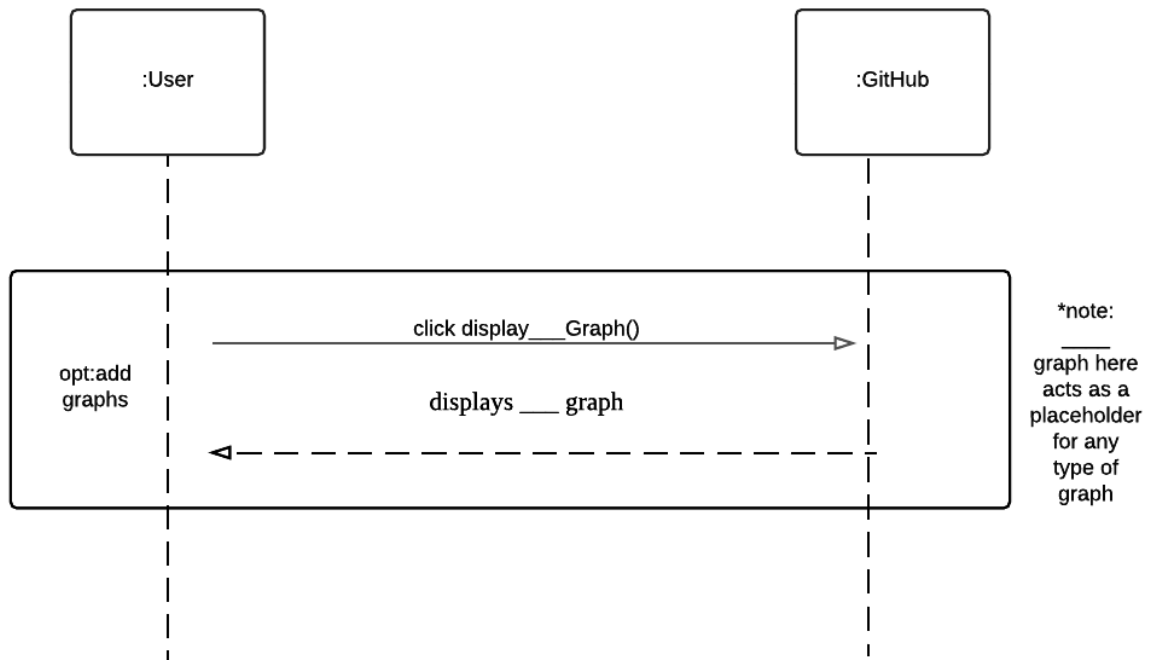 :User
:GitHub
click display___Graph()
opt:add
graphs
displays ___ graph
*note:
____
graph here
acts as a
placeholder
for any
type of
graph